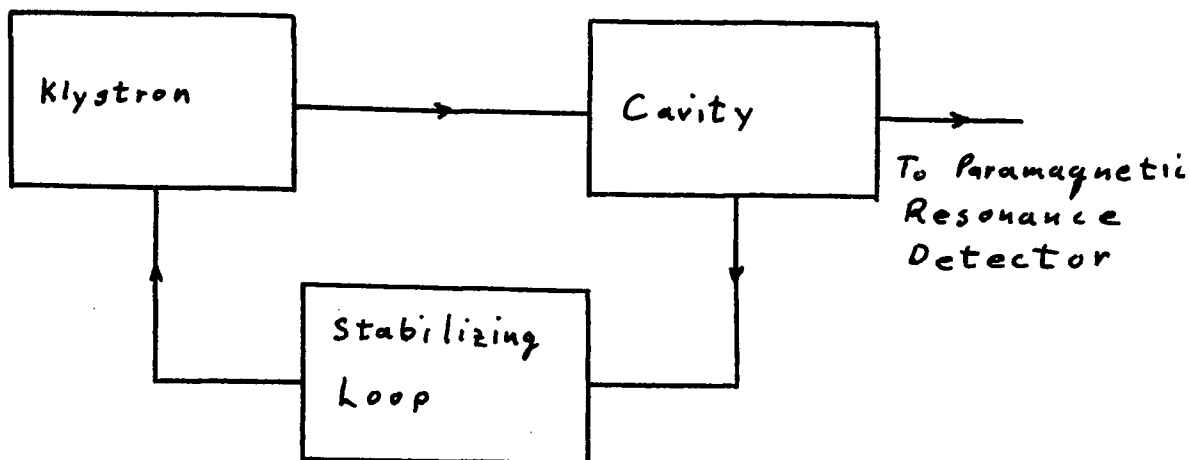 Klystron
Cavity
To Paramagnetic
Resonance
Detector
Stabilizing
Loop